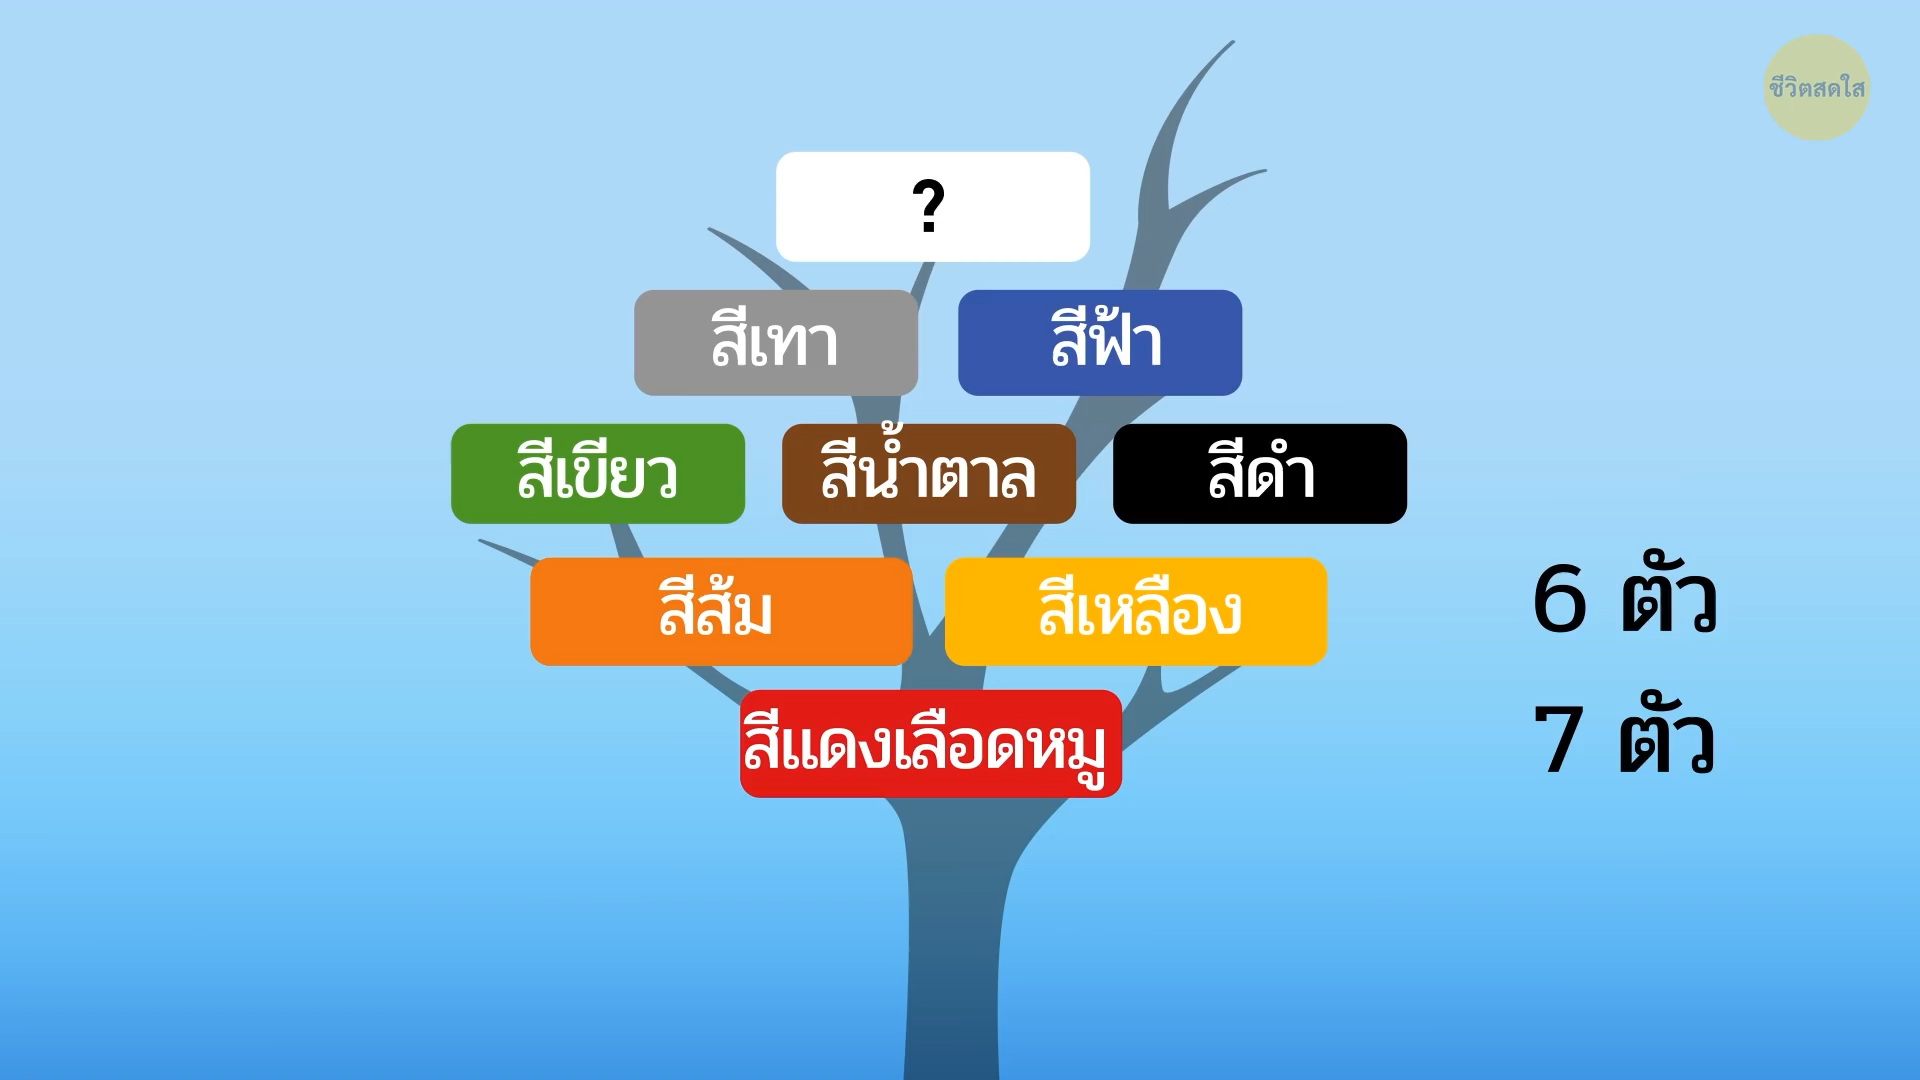 ชีวิตสดใส
?
สีเทา สีฟ้า
สีเขียว สีน้ำตาล สีดำ
สีส้ม สีเหลือง 6 ตัว
สีแดงเลือดหมู 7 ตัว